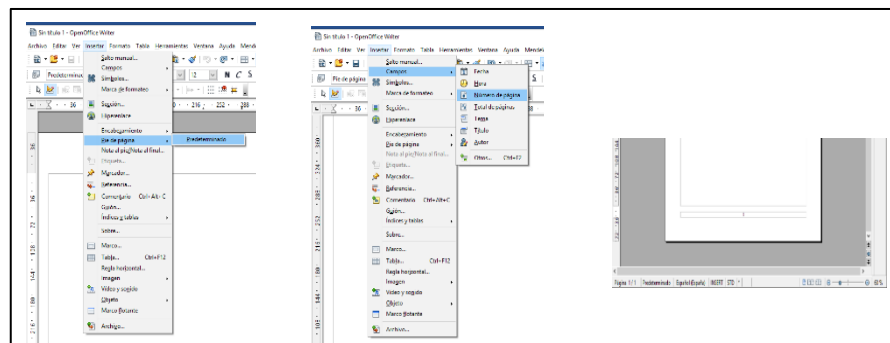 Sin título 1 - OpenOffice Writer
Archivo Editar Ver Insertar Formato Tabla Herramientas Ventana Ayuda
Salto manual...
Campos
Símbolos...
Marca de formateo
Sección...
Hiperenlace
Encabezamiento
Pie de página
Predeterminado
Nota al pie/Nota al final...
Etiqueta...
Marcador...
Referencia...
Comentario Ctrl+Alt+C
Guion...
Índices y tablas
Sobre...
Marco...
Tabla... Ctrl+F12
Regla horizontal...
Imagen
Vídeo y sonido
Objeto
Marco flotante
Archivo...
Sin título 1 - OpenOffice Writer
Archivo Editar Ver Insertar Formato Tabla Herramientas Ventana Ayuda
Pie de página
Salto manual...
Campos
Símbolos...
Marca de formateo
Sección...
Hiperenlace
Encabezamiento
Pie de página
Nota al pie/Nota al final...
Etiqueta...
Marcador...
Referencia...
Comentario Ctrl+Alt+C
Guion...
Índices y tablas
Sobre...
Marco...
Tabla... Ctrl+F12
Regla horizontal...
Imagen
Vídeo y sonido
Objeto
Marco flotante
Archivo...
Fecha
Hora
Número de página
Total de páginas
Tema
Título
Autor
Otros... Ctrl+F2
Página 1/1 Predeterminado Español (España) INSERT STD